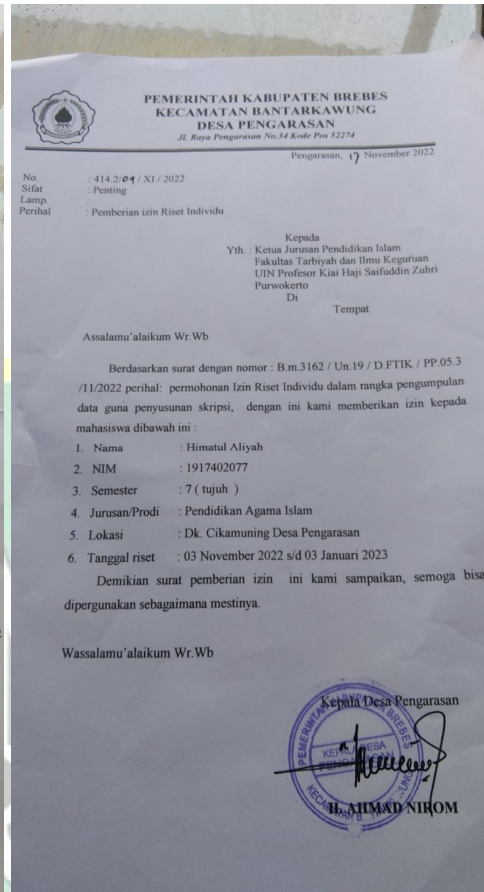 PEMERINTAH KABUPATEN BREBES
KECAMATAN BANTARKAWUNG
DESA PENGARASAN
Jl. Raya Pengarasan No.34 Kode Pos 52274
Pengarasan, 17 November 2022
No. : 414.2/09 / XI / 2022
Sifat : Penting
Lamp. :
Perihal : Pemberian izin Riset Individu
Kepada
Yth. : Ketua Jurusan Pendidikan Islam
Fakultas Tarbiyah dan Ilmu Keguruan
UIN Profesor Kiai Haji Saifuddin Zuhri
Purwokerto
Di
Tempat
Assalamu'alaikum Wr.Wb
Berdasarkan surat dengan nomor : B.m.3162 / Un.19 / D.FTIK / PP.05.3
/11/2022 perihal: permohonan Izin Riset Individu dalam rangka pengumpulan
data guna penyusunan skripsi, dengan ini kami memberikan izin kepada
mahasiswa dibawah ini :
1. Nama : Himatul Aliyah
2. NIM : 1917402077
3. Semester : 7 ( tujuh )
4. Jurusan/Prodi : Pendidikan Agama Islam
5. Lokasi : Dk. Cikamuning Desa Pengarasan
6. Tanggal riset : 03 November 2022 s/d 03 Januari 2023
Demikian surat pemberian izin ini kami sampaikan, semoga bisa
dipergunakan sebagaimana mestinya.
Wassalamu'alaikum Wr.Wb
Kepala Desa Pengarasan
PEMERINTAH KABUPATEN BREBES
KEPALA DESA
PENGARASAN
H. AHMAD NIROM